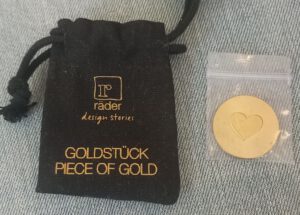 r
räder
design stories
GOLDSTÜCK
PIECE OF GOLD